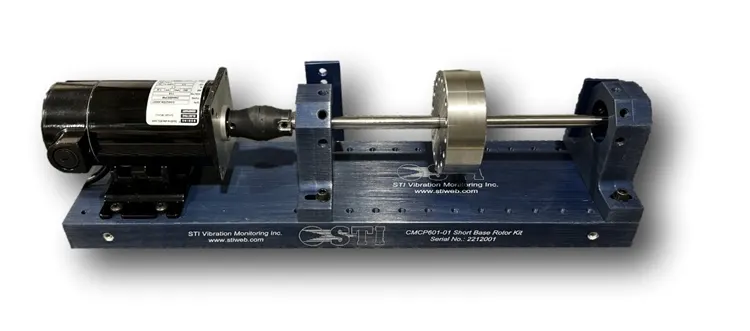 STI
STI Vibration Monitoring Inc.
www.stiweb.com
STI Vibration Monitoring Inc.
www.stiweb.com
STI
CMCP601-01 Short Base Rotor Kit
Serial No.: 2212001